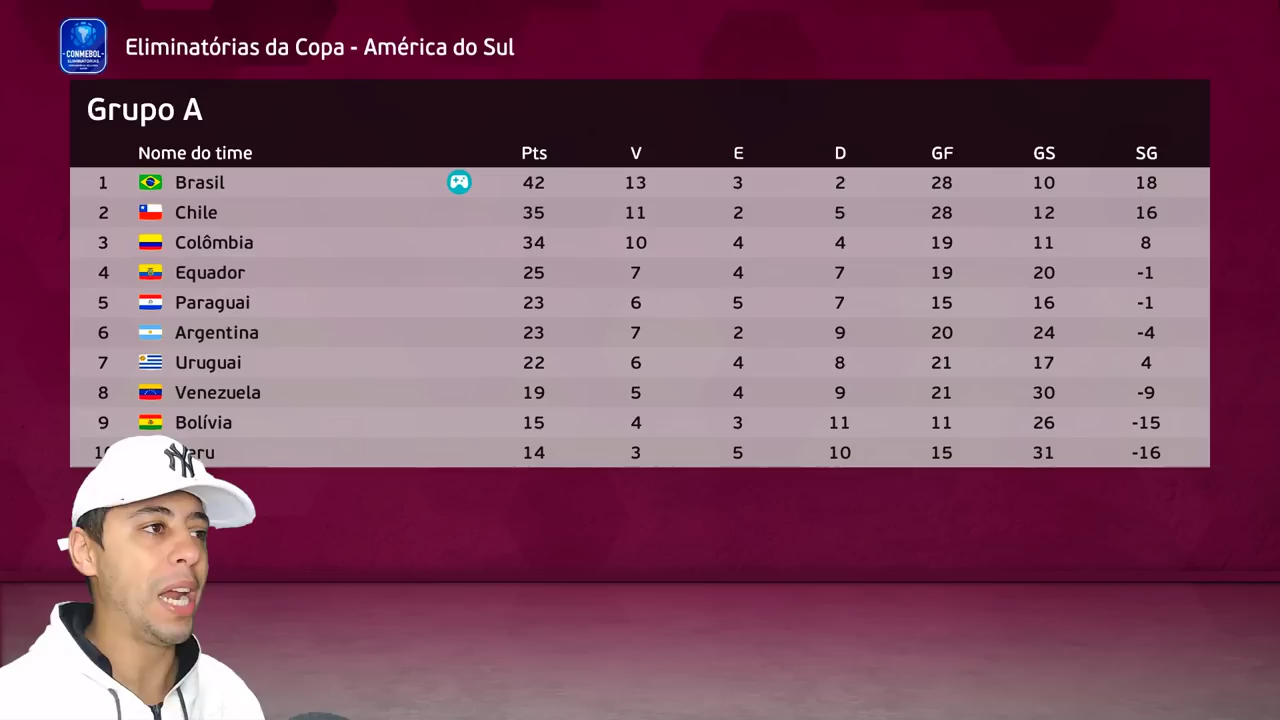 CONMEBOL
ELIMINATORIAS
Eliminatórias da Copa - América do Sul
Grupo A
Nome do time Pts V E D GF GS SG
1 Brasil 42 13 3 2 28 10 18
2 Chile 35 11 2 5 28 12 16
3 Colômbia 34 10 4 4 19 11 8
4 Equador 25 7 4 7 19 20 -1
5 Paraguai 23 6 5 7 15 16 -1
6 Argentina 23 7 2 9 20 24 -4
7 Uruguai 22 6 4 8 21 17 4
8 Venezuela 19 5 4 9 21 30 -9
9 Bolívia 15 4 3 11 11 26 -15
14 3 5 10 15 31 -16
NY